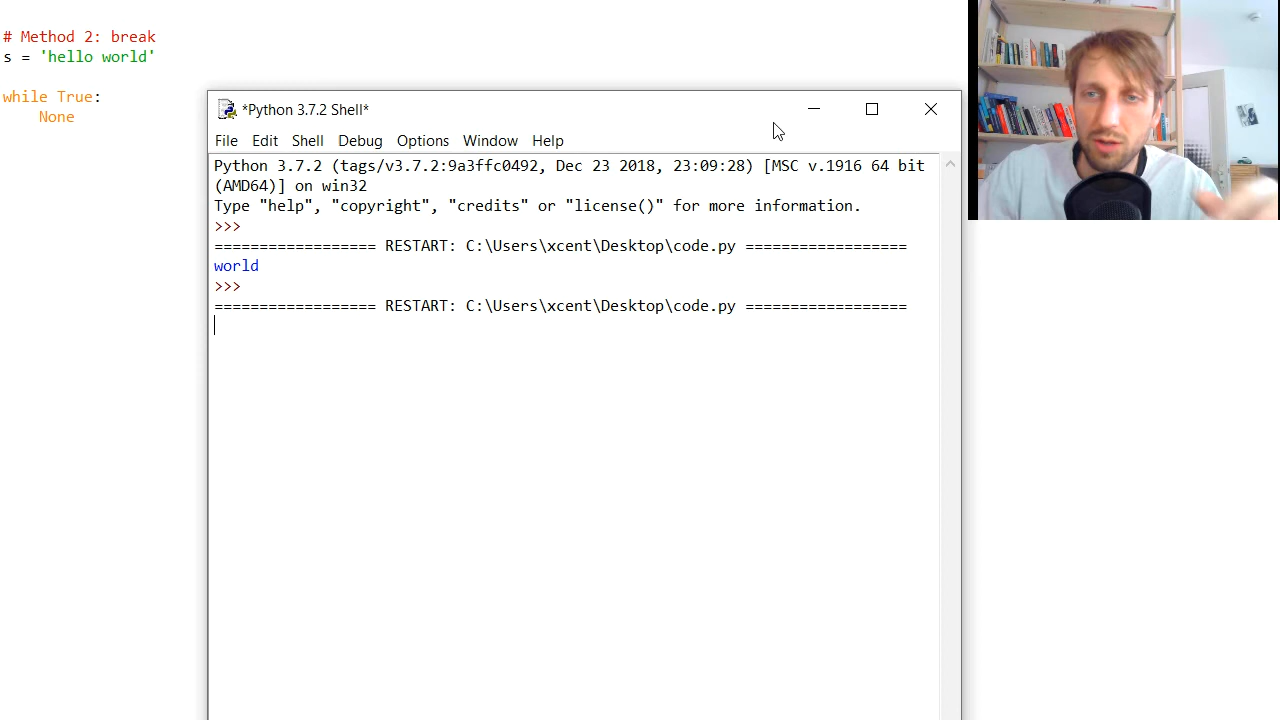 # Method 2: break
s = 'hello world'
while True:
    None
*Python 3.7.2 Shell*
File Edit Shell Debug Options Window Help
Python 3.7.2 (tags/v3.7.2:9a3ffc0492, Dec 23 2018, 23:09:28) [MSC v.1916 64 bit
(AMD64)] on win32
Type "help", "copyright", "credits" or "license()" for more information.
>>>
================== RESTART: C:\Users\xcent\Desktop\code.py ==================
world
>>>
================== RESTART: C:\Users\xcent\Desktop\code.py ==================